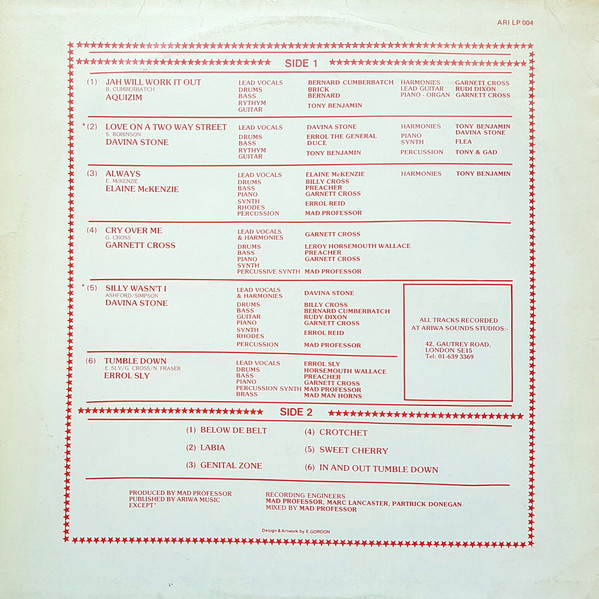 ARI LP 004
SIDE 1
(1) JAH WILL WORK IT OUT LEAD VOCALS BERNARD CUMBERBATCH HARMONIES GARNETT CROSS
B. CUMBERBATCH DRUMS BRICK LEAD GUITAR RUDI DIXON
AQUIZIM BASS BERNARD PIANO - ORGAN GARNETT CROSS
RYTHYM
GUITAR TONY BENJAMIN
*(2) LOVE ON A TWO WAY STREET LEAD VOCALS DAVINA STONE HARMONIES TONY BENJAMIN
S. ROBINSON DAVINA STONE
DAVINA STONE DRUMS ERROL THE GENERAL PIANO
BASS DUCE SYNTH FLEA
RYTHYM
GUITAR TONY BENJAMIN PERCUSSION TONY & GAD
(3) ALWAYS LEAD VOCALS ELAINE McKENZIE HARMONIES TONY BENJAMIN
E. McKENZIE DRUMS BILLY CROSS
ELAINE McKENZIE BASS PREACHER
PIANO GARNETT CROSS
SYNTH
RHODES ERROL REID
PERCUSSION MAD PROFESSOR
(4) CRY OVER ME LEAD VOCALS
G. CROSS & HARMONIES GARNETT CROSS
GARNETT CROSS DRUMS LEROY HORSEMOUTH WALLACE
BASS PREACHER
PIANO GARNETT CROSS
SYNTH
PERCUSSIVE SYNTH MAD PROFESSOR
*(5) SILLY WASN'T I LEAD VOCALS
ASHFORD/SIMPSON & HARMONIES DAVINA STONE
DAVINA STONE DRUMS BILLY CROSS
BASS BERNARD CUMBERBATCH
GUITAR RUDY DIXON
PIANO GARNETT CROSS
SYNTH
RHODES ERROL REID
PERCUSSION MAD PROFESSOR
ALL TRACKS RECORDED
AT ARIWA SOUNDS STUDIOS:-
42, GAUTREY ROAD,
LONDON SE15
Tel: 01-639 3369
(6) TUMBLE DOWN LEAD VOCALS ERROL SLY
E. SLY/G. CROSS/N. FRASER DRUMS HORSEMOUTH WALLACE
ERROL SLY BASS PREACHER
PIANO GARNETT CROSS
PERCUSSION SYNTH MAD PROFESSOR
BRASS MAD MAN HORNS
SIDE 2
(1) BELOW DE BELT (4) CROTCHET
(2) LABIA (5) SWEET CHERRY
(3) GENITAL ZONE (6) IN AND OUT TUMBLE DOWN
PRODUCED BY MAD PROFESSOR
PUBLISHED BY ARIWA MUSIC
EXCEPT*
RECORDING ENGINEERS
MAD PROFESSOR, MARC LANCASTER, PARTRICK DONEGAN
MIXED BY MAD PROFESSOR
Design & Artwork by E.GORDON